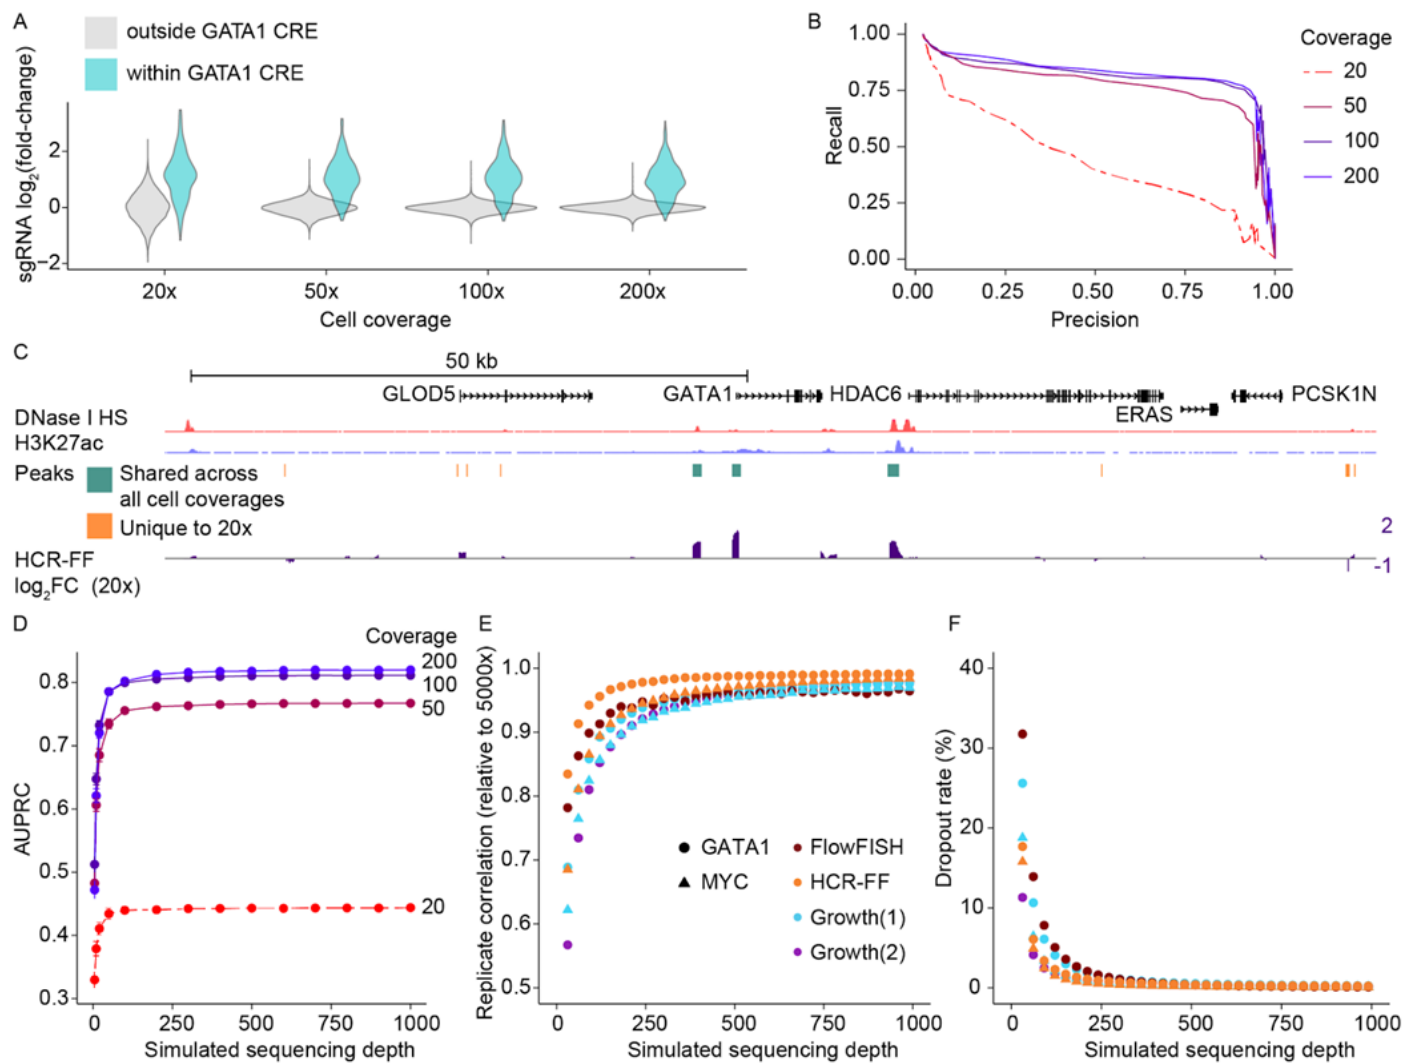 A
outside GATA1 CRE
within GATA1 CRE
sgRNA log2(fold-change)
2
0
−2
20x
50x
100x
200x
Cell coverage
B
1.00
0.75
0.50
0.25
0.00
Recall
0.00
0.25
0.50
0.75
1.00
Precision
Coverage
20
50
100
200
C
50 kb
GLOD5
GATA1
HDAC6
ERAS
PCSK1N
DNase I HS
H3K27ac
Peaks
Shared across
all cell coverages
Unique to 20x
HCR-FF
log2FC (20x)
2
-1
D
Coverage
200
100
50
20
AUPRC
0.8
0.7
0.6
0.5
0.4
0.3
0
250
500
750
1000
Simulated sequencing depth
E
Replicate correlation (relative to 5000x)
1.0
0.9
0.8
0.7
0.6
0.5
GATA1
MYC
FlowFISH
HCR-FF
Growth(1)
Growth(2)
0
250
500
750
1000
Simulated sequencing depth
F
Dropout rate (%)
40
30
20
10
0
0
250
500
750
1000
Simulated sequencing depth